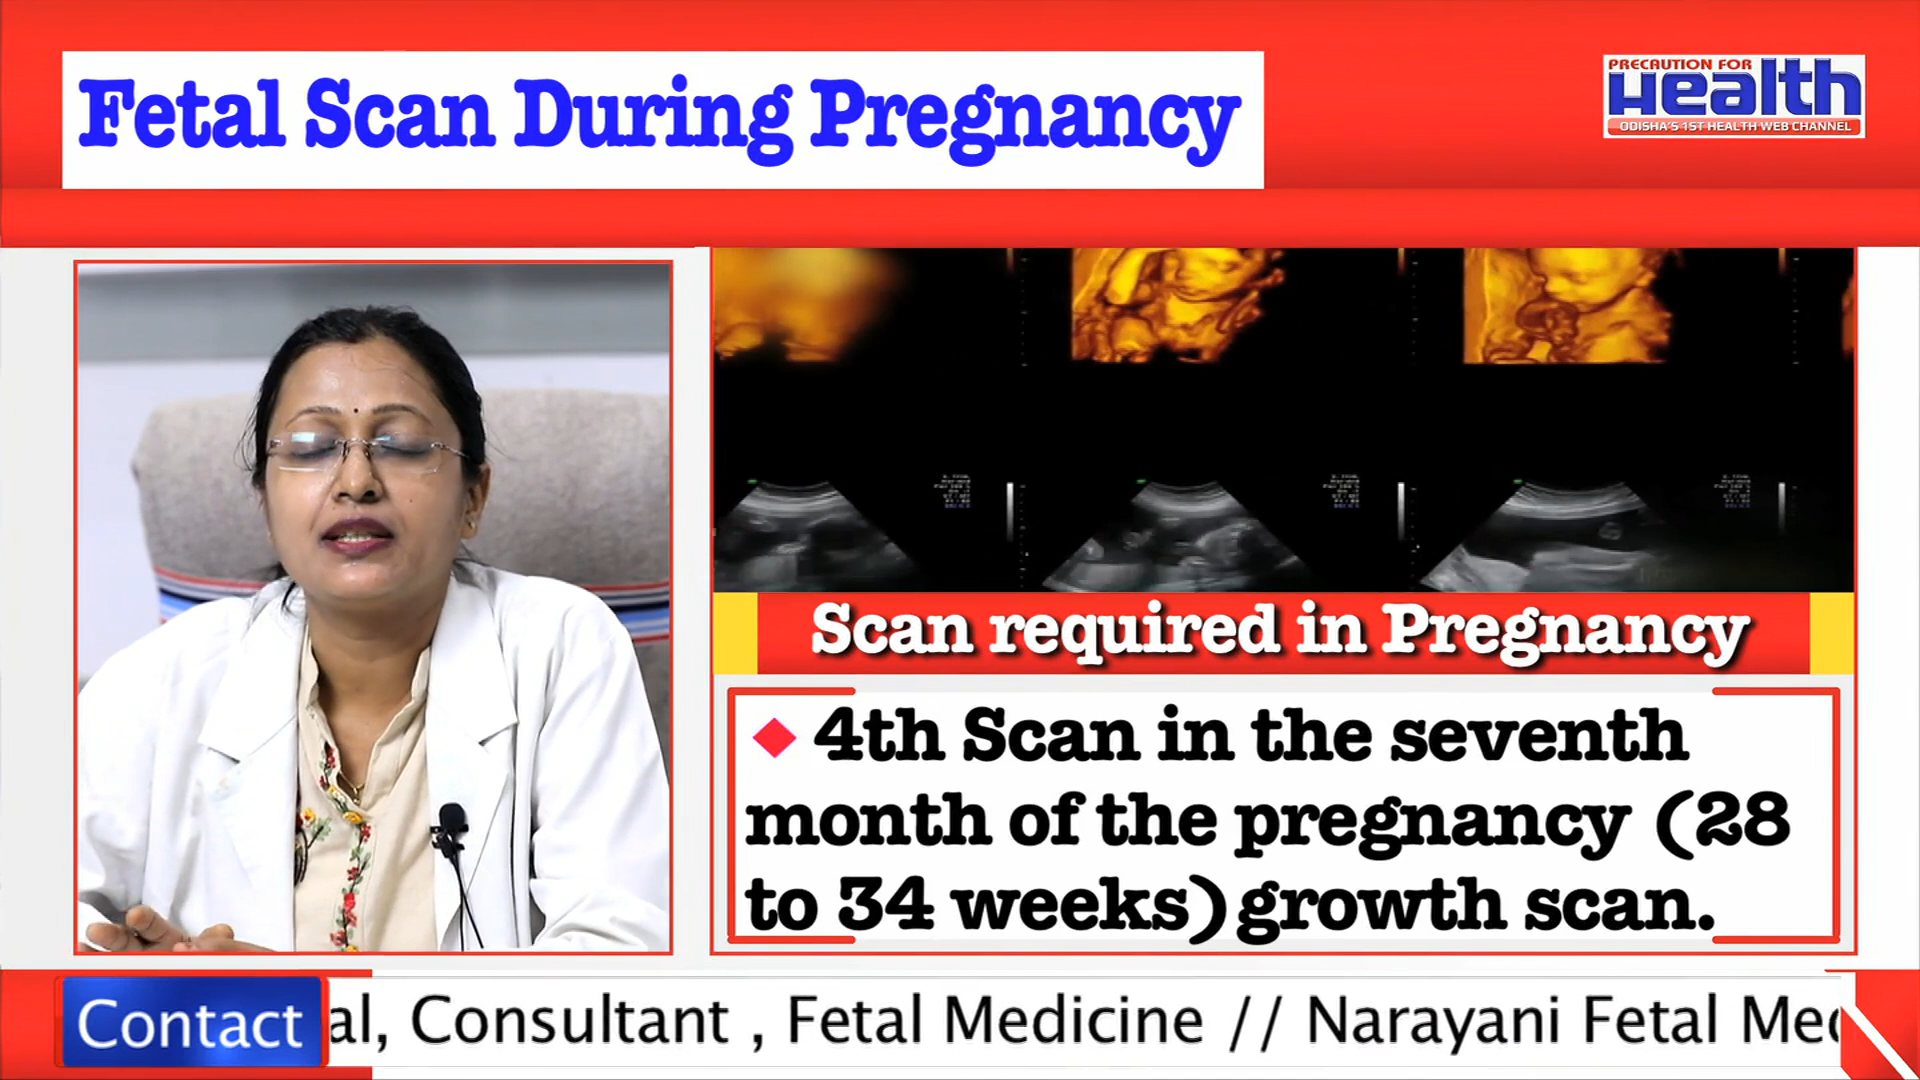 Fetal Scan During Pregnancy
PRECAUTION FOR
Health
ODISHA'S 1ST HEALTH WEB CHANNEL
Scan required in Pregnancy
4th Scan in the seventh
month of the pregnancy (28
to 34 weeks) growth scan.
Contact
al, Consultant , Fetal Medicine // Narayani Fetal Med